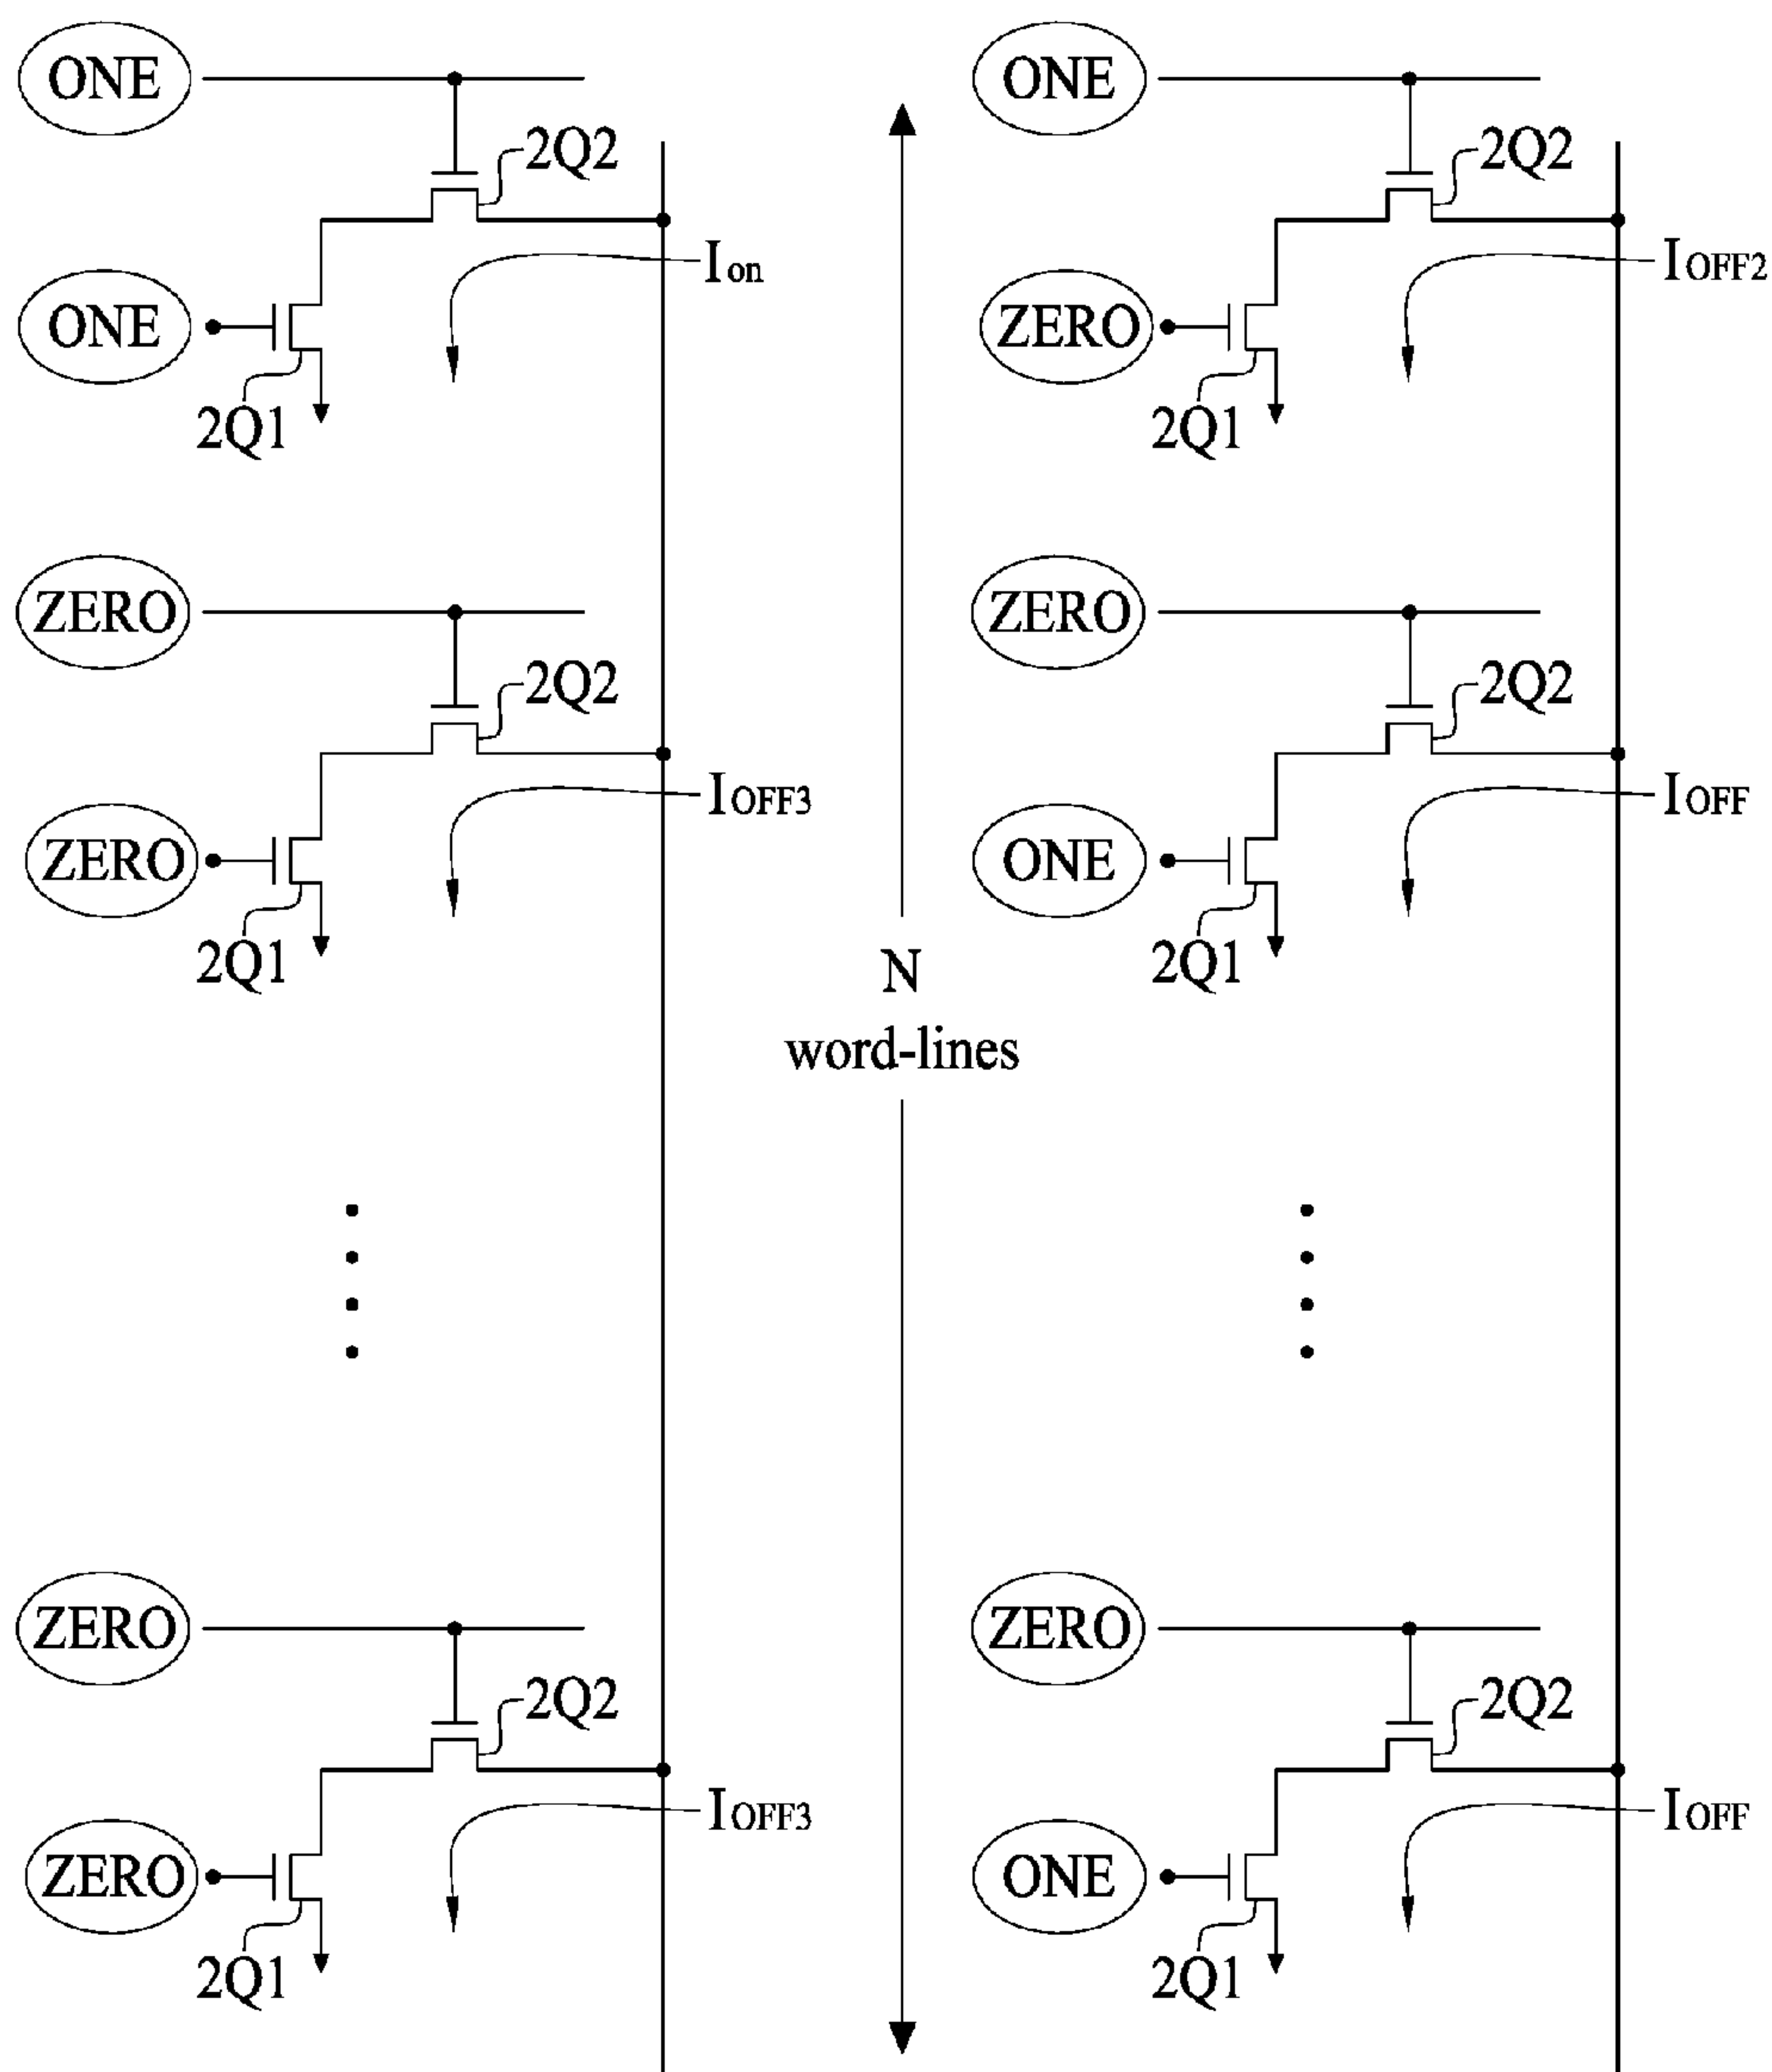 ONE
2Q2
Ion
ONE
2Q1
ZERO
2Q2
IOFF3
ZERO
2Q1
ZERO
2Q2
IOFF3
ZERO
2Q1
N
word-lines
ONE
2Q2
IOFF2
ZERO
2Q1
ZERO
2Q2
IOFF
ONE
2Q1
ZERO
2Q2
IOFF
ONE
2Q1